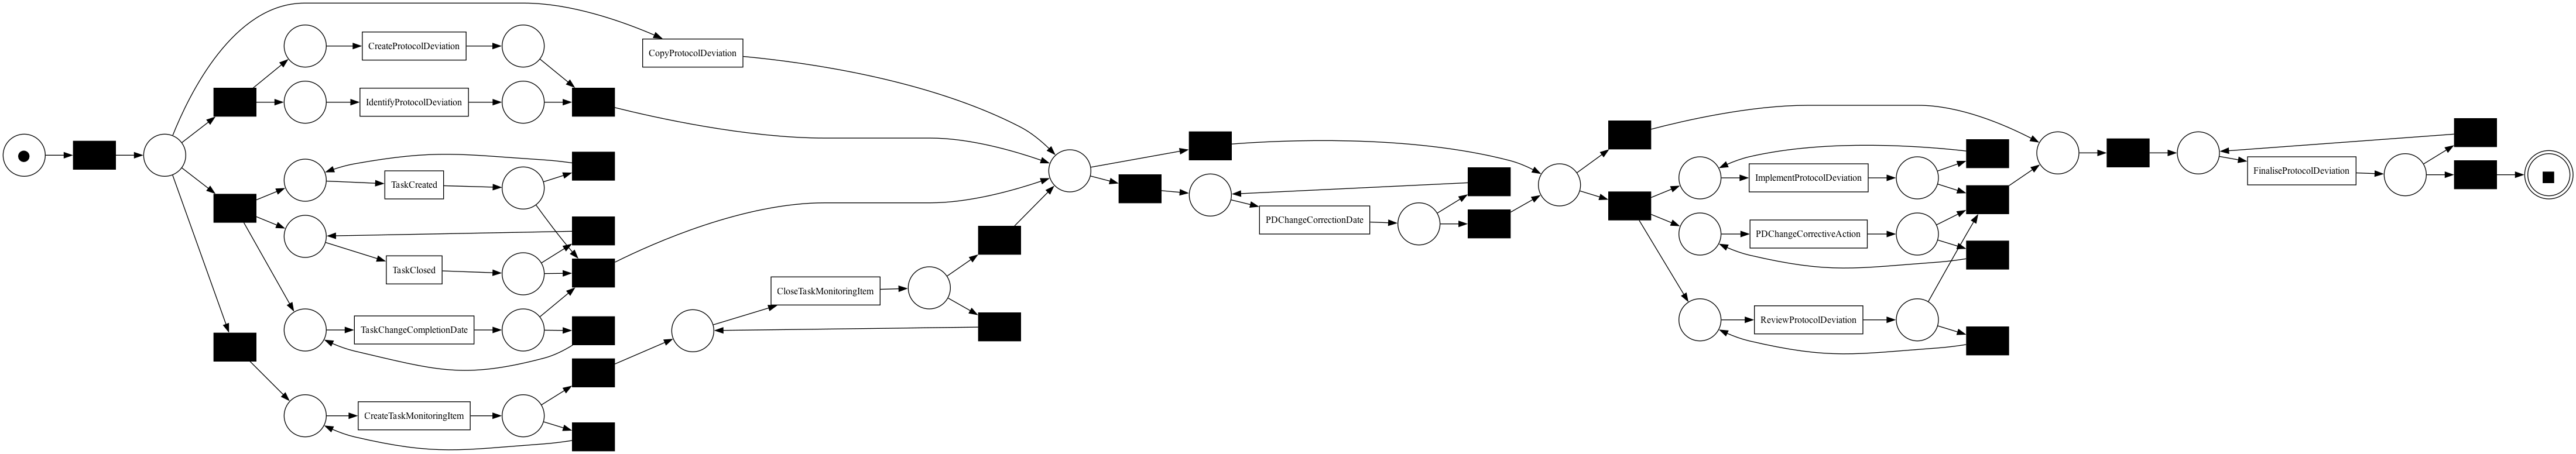 CreateProtocolDeviation
CopyProtocolDeviation
IdentifyProtocolDeviation
TaskCreated
TaskClosed
TaskChangeCompletionDate
CreateTaskMonitoringItem
CloseTaskMonitoringItem
PDChangeCorrectionDate
ImplementProtocolDeviation
PDChangeCorrectiveAction
ReviewProtocolDeviation
FinaliseProtocolDeviation